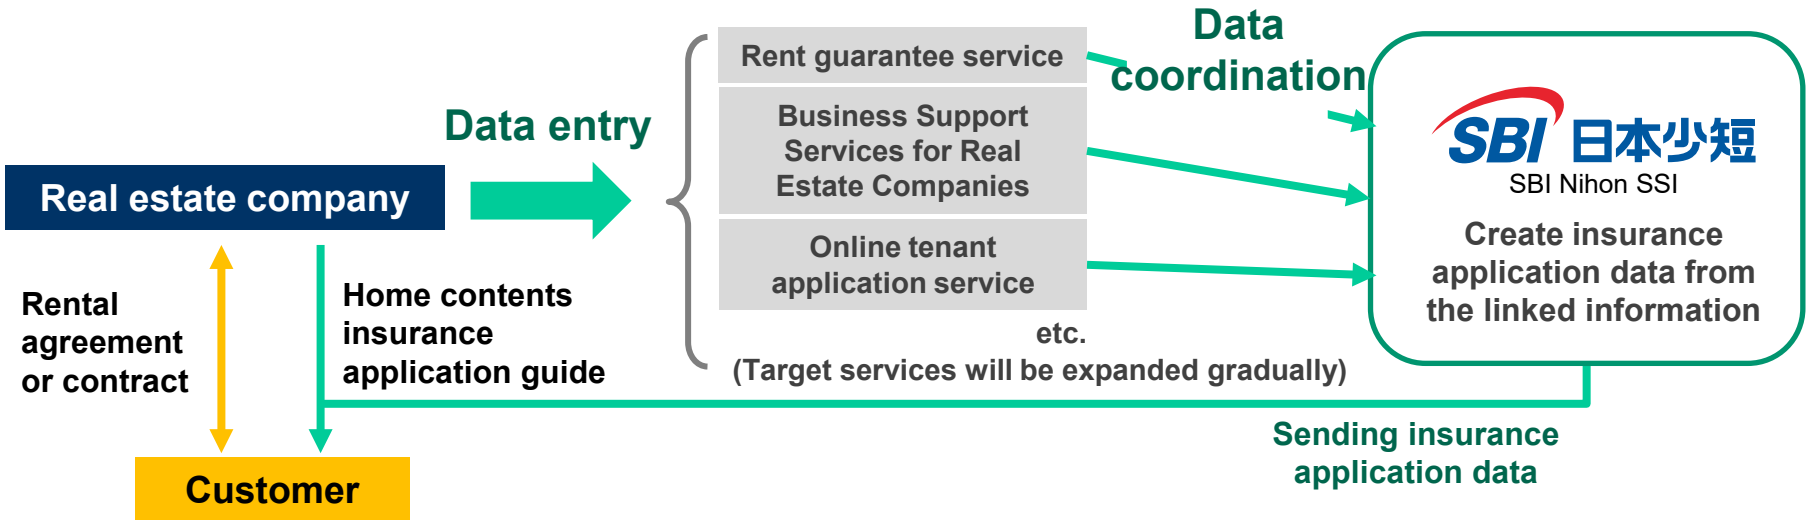 Real estate company
Rental
agreement
or contract
Home contents
insurance
application guide
Customer
Data entry
Rent guarantee service
Business Support
Services for Real
Estate Companies
Online tenant
application service
etc.
(Target services will be expanded gradually)
Data
coordination
SBI 日本少短
SBI Nihon SSI
Create insurance
application data from
the linked information
Sending insurance
application data